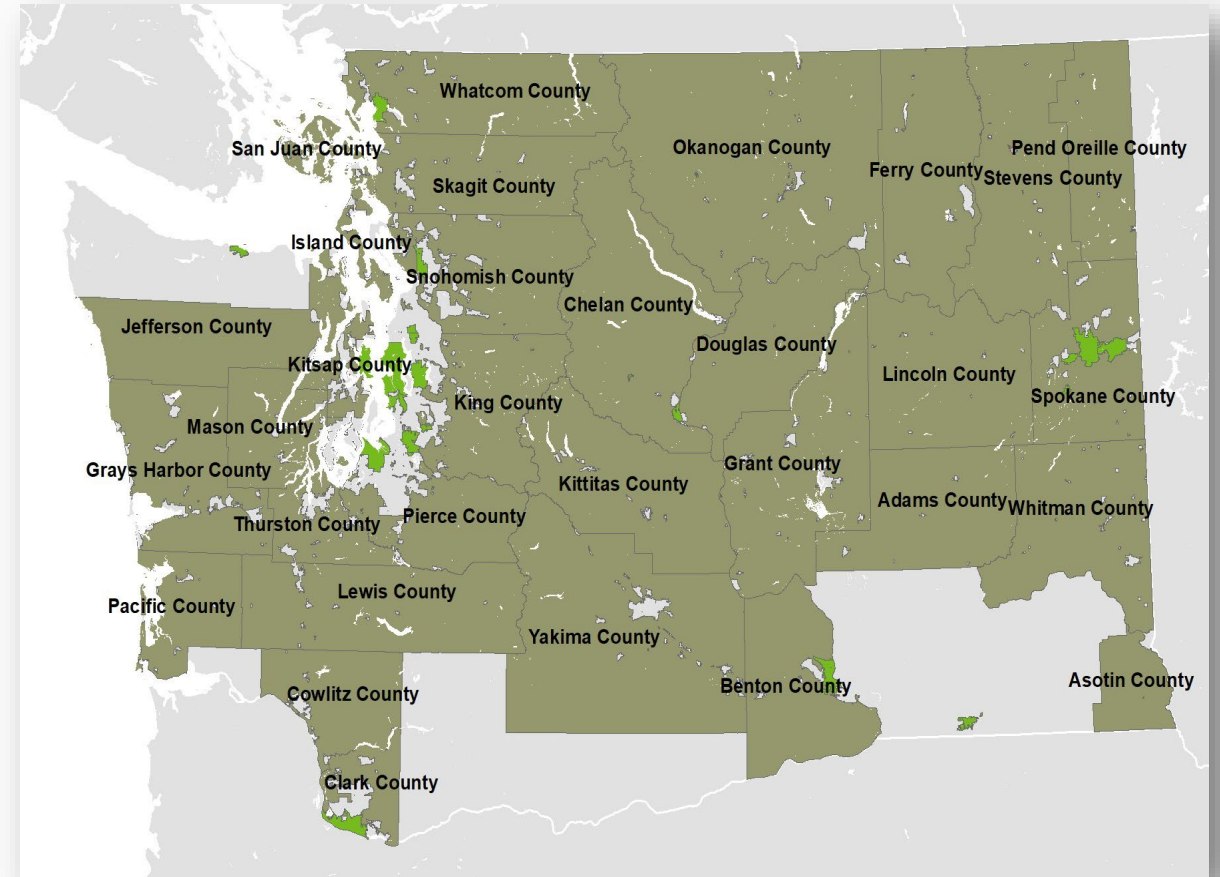 Whatcom County
San Juan County
Okanogan County
Pend Oreille County
Ferry County
Stevens County
Skagit County
Island County
Snohomish County
Chelan County
Jefferson County
Douglas County
Kitsap County
Lincoln County
Spokane County
King County
Mason County
Grays Harbor County
Grant County
Kittitas County
Adams County
Whitman County
Thurston County
Pierce County
Lewis County
Pacific County
Yakima County
Benton County
Asotin County
Cowlitz County
Clark County